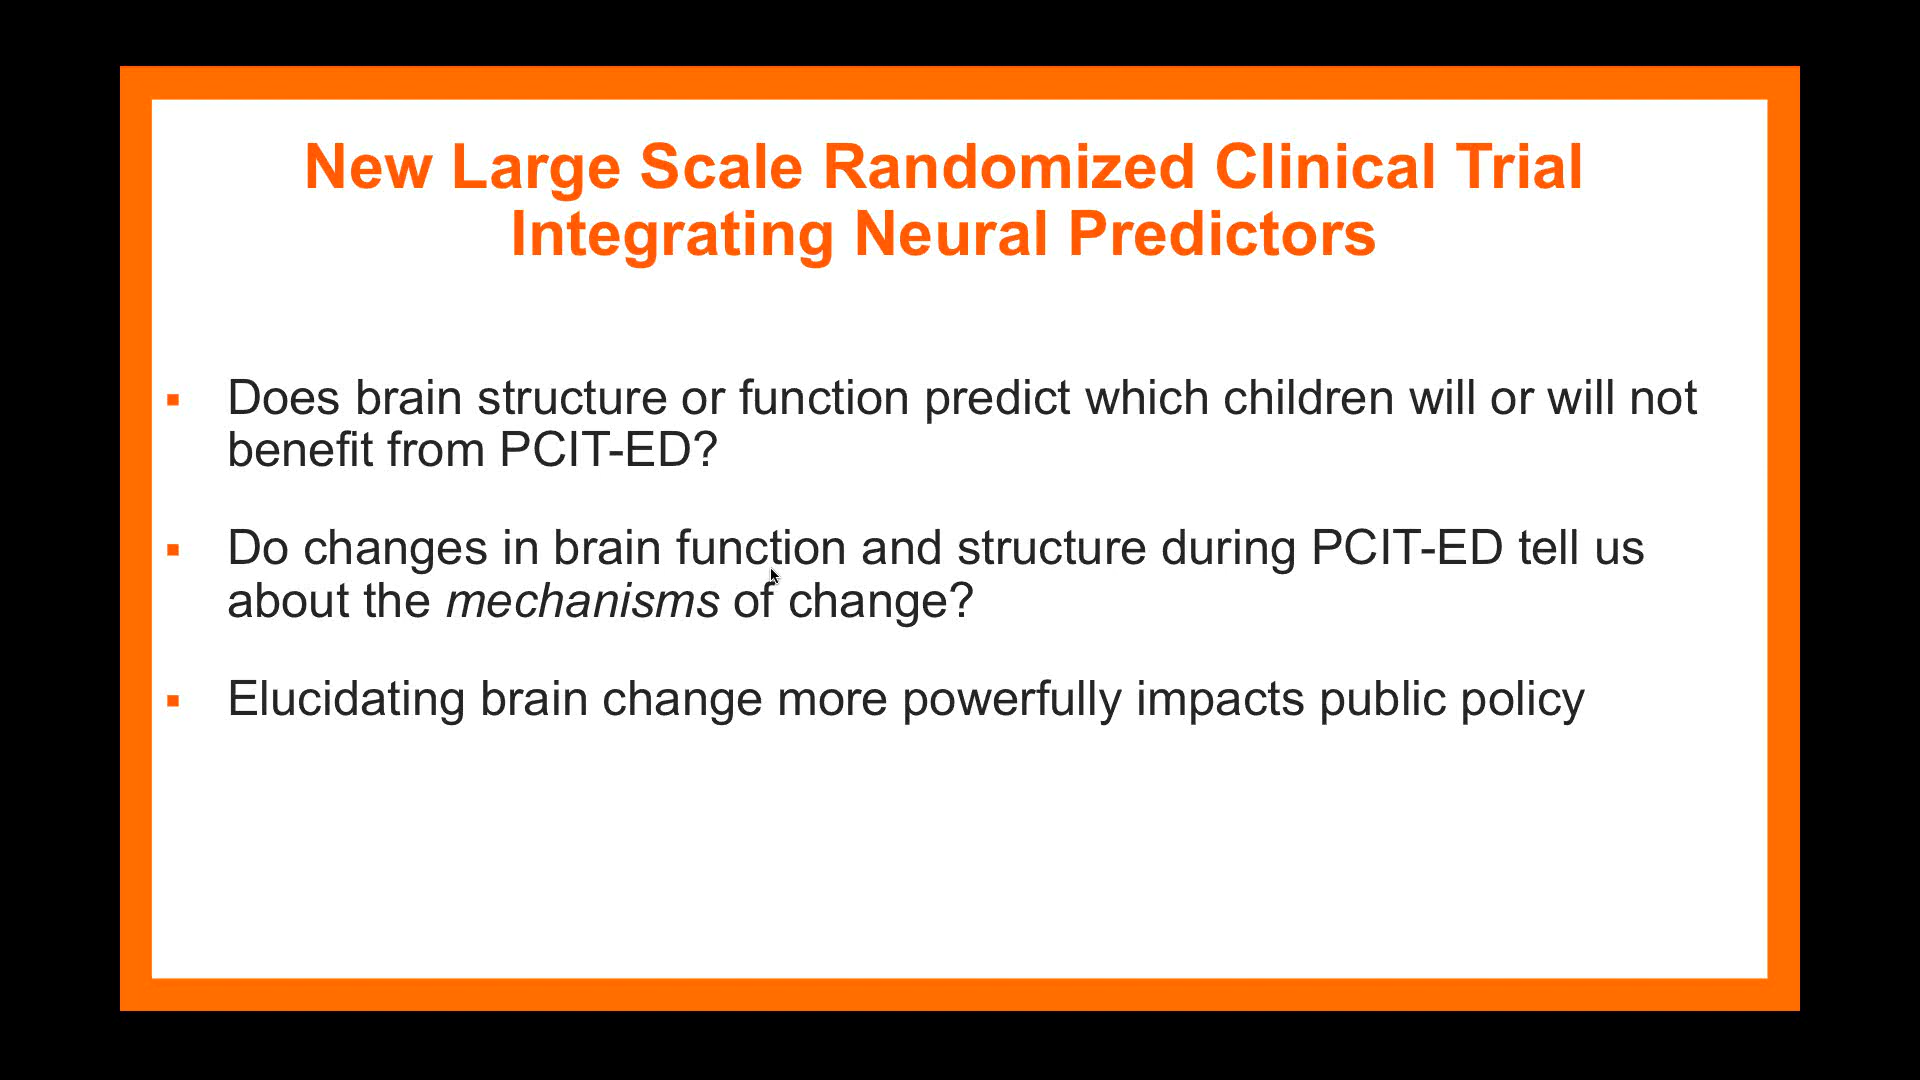 New Large Scale Randomized Clinical Trial
Integrating Neural Predictors
▪ Does brain structure or function predict which children will or will not
benefit from PCIT-ED?
▪ Do changes in brain function and structure during PCIT-ED tell us
about the mechanisms of change?
▪ Elucidating brain change more powerfully impacts public policy